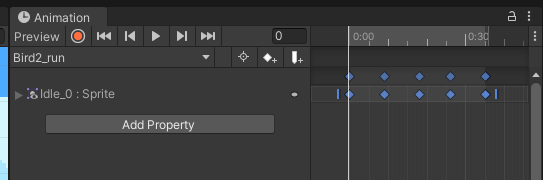 Animation
Preview 0 0:00 0:30
Bird2_run
Idle_0 : Sprite
Add Property